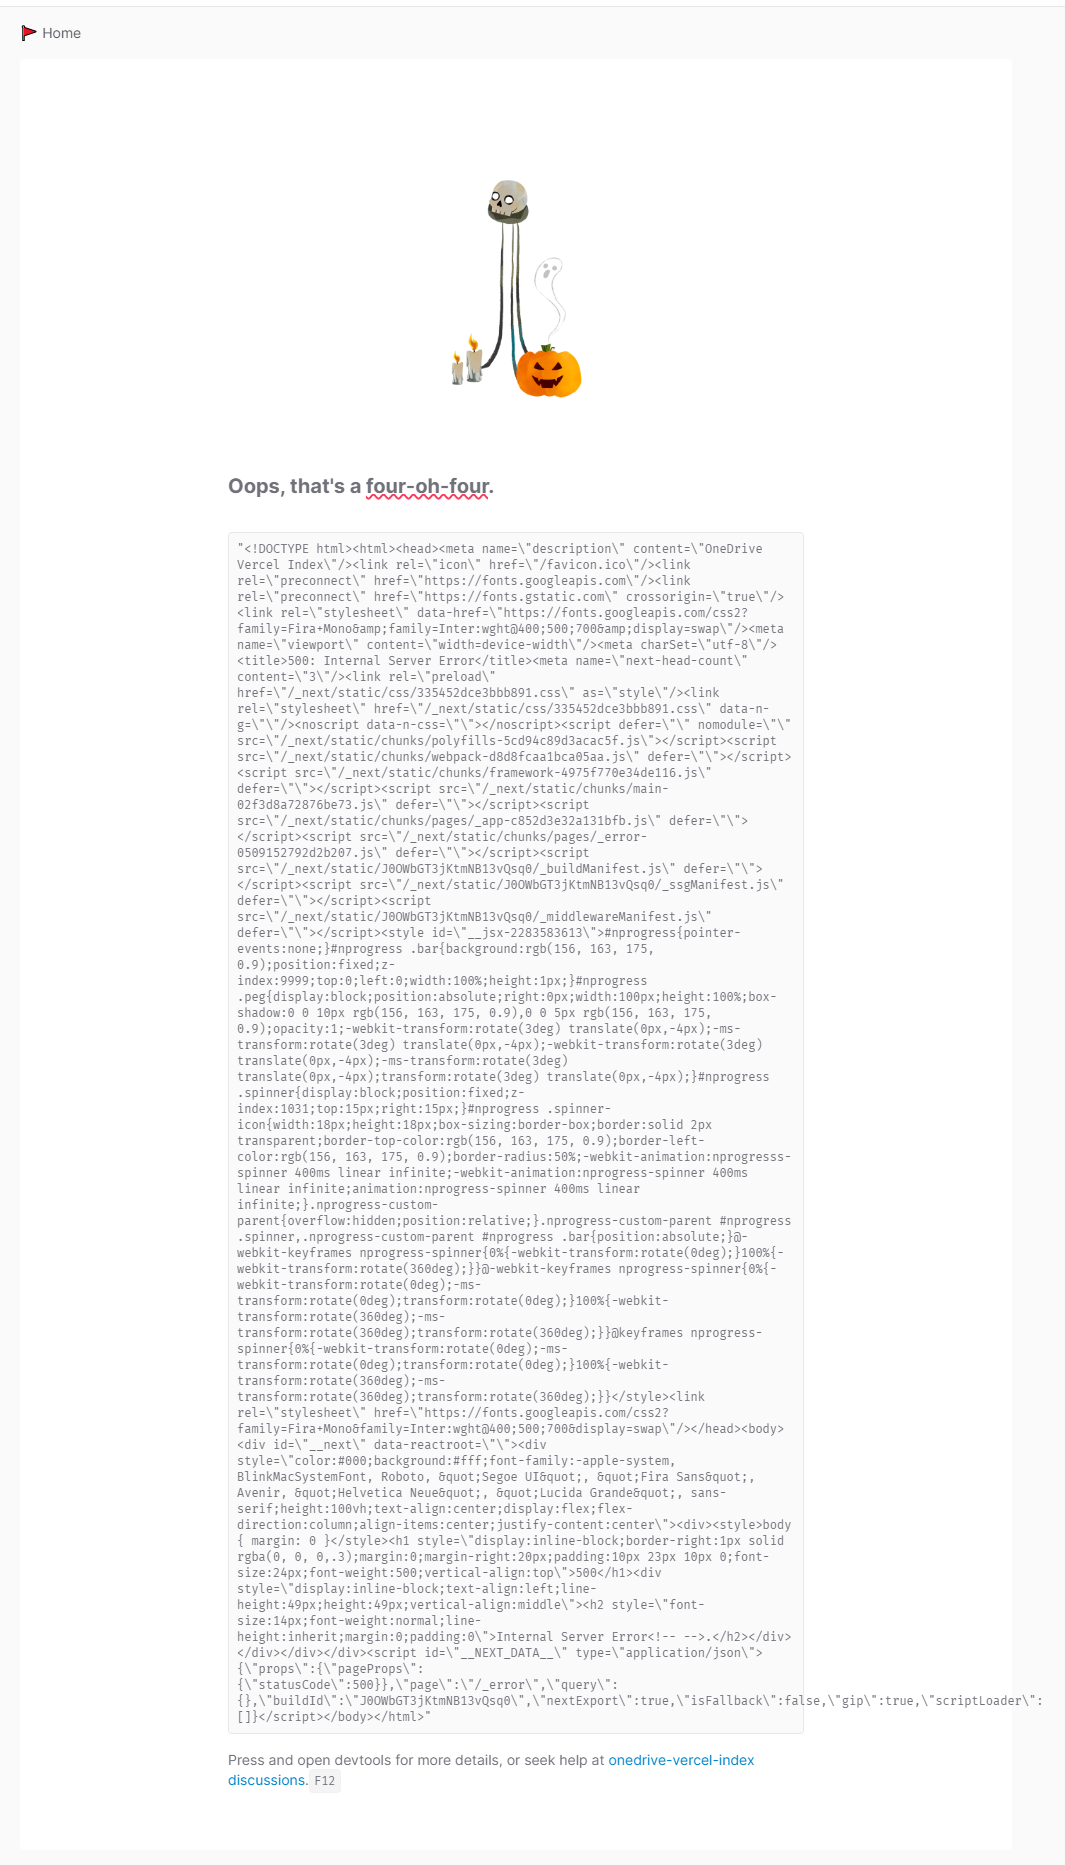 Home
Oops, that's a four-oh-four.
"<!DOCTYPE html><html><head><meta name=\"description\" content=\"OneDrive
Vercel Index\"/><link rel=\"icon\" href=\"/favicon.ico\"/><link
rel=\"preconnect\" href=\"https://fonts.googleapis.com\"/><link
rel=\"preconnect\" href=\"https://fonts.gstatic.com\" crossorigin=\"true\"/>
<link rel=\"stylesheet\" data-href=\"https://fonts.googleapis.com/css2?
family=Fira+Mono&amp;family=Inter:wght@400;500;700&amp;display=swap\"/><meta
name=\"viewport\" content=\"width=device-width\"/><meta charSet=\"utf-8\"/>
<title>500: Internal Server Error</title><meta name=\"next-head-count\"
content=\"3\"/><link rel=\"preload\"
href=\"/_next/static/css/335452dce3bbb891.css\" as=\"style\"/><link
rel=\"stylesheet\" href=\"/_next/static/css/335452dce3bbb891.css\" data-n-
g=\"\"/><noscript data-n-css=\"\"></noscript><script defer=\"\" nomodule=\"\"
src=\"/_next/static/chunks/polyfills-5cd94c89d3acac5f.js\"></script><script
src=\"/_next/static/chunks/webpack-d8d8fcaa1bca05aa.js\" defer=\"\"></script>
<script src=\"/_next/static/chunks/framework-4975f770e34de116.js\"
defer=\"\"></script><script src=\"/_next/static/chunks/main-
02f3d8a72876be73.js\" defer=\"\"></script><script
src=\"/_next/static/chunks/pages/_app-c852d3e32a131bfb.js\" defer=\"\">
</script><script src=\"/_next/static/chunks/pages/_error-
0509152792d2b207.js\" defer=\"\"></script><script
src=\"/_next/static/J0OWbGT3jKtmNB13vQsq0/_buildManifest.js\" defer=\"\">
</script><script src=\"/_next/static/J0OWbGT3jKtmNB13vQsq0/_ssgManifest.js\"
defer=\"\"></script><script
src=\"/_next/static/J0OWbGT3jKtmNB13vQsq0/_middlewareManifest.js\"
defer=\"\"></script><style id=\"__jsx-2283583613\">#nprogress{pointer-
events:none;}#nprogress .bar{background:rgb(156, 163, 175,
0.9);position:fixed;z-
index:9999;top:0;left:0;width:100%;height:1px;}#nprogress
.peg{display:block;position:absolute;right:0px;width:100px;height:100%;box-
shadow:0 0 10px rgb(156, 163, 175, 0.9),0 0 5px rgb(156, 163, 175,
0.9);opacity:1;-webkit-transform:rotate(3deg) translate(0px,-4px);-ms-
transform:rotate(3deg) translate(0px,-4px);-webkit-transform:rotate(3deg)
translate(0px,-4px);-ms-transform:rotate(3deg)
translate(0px,-4px);transform:rotate(3deg) translate(0px,-4px);}#nprogress
.spinner{display:block;position:fixed;z-
index:1031;top:15px;right:15px;}#nprogress .spinner-
icon{width:18px;height:18px;box-sizing:border-box;border:solid 2px
transparent;border-top-color:rgb(156, 163, 175, 0.9);border-left-
color:rgb(156, 163, 175, 0.9);border-radius:50%;-webkit-animation:nprogresss-
spinner 400ms linear infinite;-webkit-animation:nprogress-spinner 400ms
linear infinite;animation:nprogress-spinner 400ms linear
infinite;}.nprogress-custom-
parent{overflow:hidden;position:relative;}.nprogress-custom-parent #nprogress
.spinner,.nprogress-custom-parent #nprogress .bar{position:absolute;}@-
webkit-keyframes nprogress-spinner{0%{-webkit-transform:rotate(0deg);}100%{-
webkit-transform:rotate(360deg);}}@-webkit-keyframes nprogress-spinner{0%{-
webkit-transform:rotate(0deg);-ms-
transform:rotate(0deg);transform:rotate(0deg);}100%{-webkit-
transform:rotate(360deg);-ms-
transform:rotate(360deg);transform:rotate(360deg);}}@keyframes nprogress-
spinner{0%{-webkit-transform:rotate(0deg);-ms-
transform:rotate(0deg);transform:rotate(0deg);}100%{-webkit-
transform:rotate(360deg);-ms-
transform:rotate(360deg);transform:rotate(360deg);}}</style><link
rel=\"stylesheet\" href=\"https://fonts.googleapis.com/css2?
family=Fira+Mono&family=Inter:wght@400;500;700&display=swap\"/></head><body>
<div id=\"__next\" data-reactroot=\"\"><div
style=\"color:#000;background:#fff;font-family:-apple-system,
BlinkMacSystemFont, Roboto, &quot;Segoe UI&quot;, &quot;Fira Sans&quot;,
Avenir, &quot;Helvetica Neue&quot;, &quot;Lucida Grande&quot;, sans-
serif;height:100vh;text-align:center;display:flex;flex-
direction:column;align-items:center;justify-content:center\"><div><style>body
{ margin: 0 }</style><h1 style=\"display:inline-block;border-right:1px solid
rgba(0, 0, 0,.3);margin:0;margin-right:20px;padding:10px 23px 10px 0;font-
size:24px;font-weight:500;vertical-align:top\">500</h1><div
style=\"display:inline-block;text-align:left;line-
height:49px;height:49px;vertical-align:middle\"><h2 style=\"font-
size:14px;font-weight:normal;line-
height:inherit;margin:0;padding:0\">Internal Server Error<!-- -->.</h2></div>
</div></div></div><script id=\"__NEXT_DATA__\" type=\"application/json\">
{\"props\":{\"pageProps\":
{\"statusCode\":500}},\"page\":\"/_error\",\"query\":
{},\"buildId\":\"J0OWbGT3jKtmNB13vQsq0\",\"nextExport\":true,\"isFallback\":false,\"gip\":true,\"scriptLoader\":
[]}</script></body></html>"
Press and open devtools for more details, or seek help at onedrive-vercel-index
discussions. F12